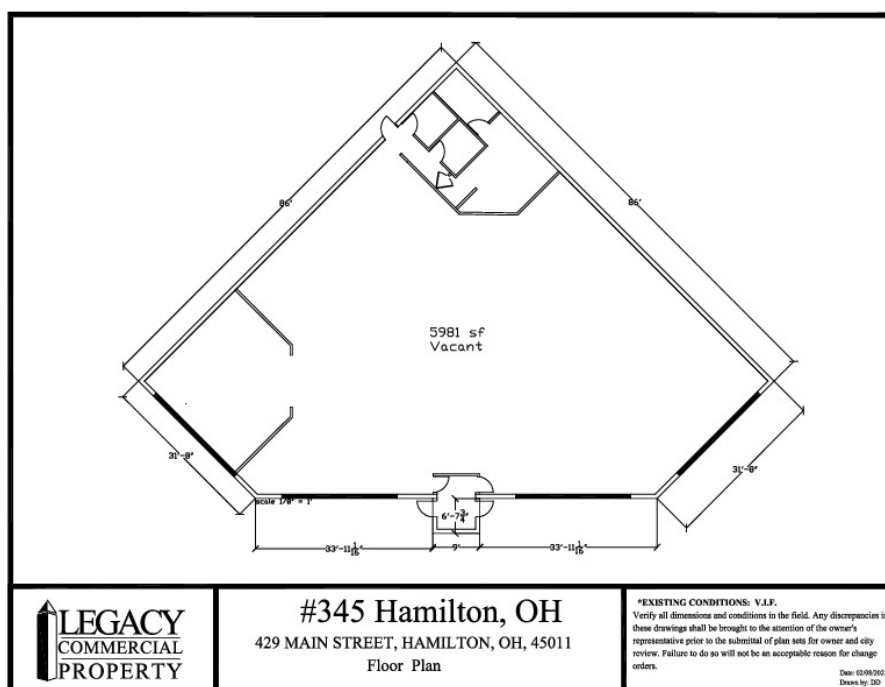 86'
86'
5981 sf
Vacant
31'-8"
31'-8"
scale 1/8" = 1'
6'-7 3/4"
33'-11 1/16"
9'
33'-11 1/16"
LEGACY
COMMERCIAL
PROPERTY
#345 Hamilton, OH
429 MAIN STREET, HAMILTON, OH, 45011
Floor Plan
*EXISTING CONDITIONS: V.I.F.
Verify all dimensions and conditions in the field. Any discrepancies in
these drawings shall be brought to the attention of the owner's
representative prior to the submittal of plan sets for owner and city
review. Failure to do so will not be an acceptable reason for change
orders.
Date:
Drawn by: DD